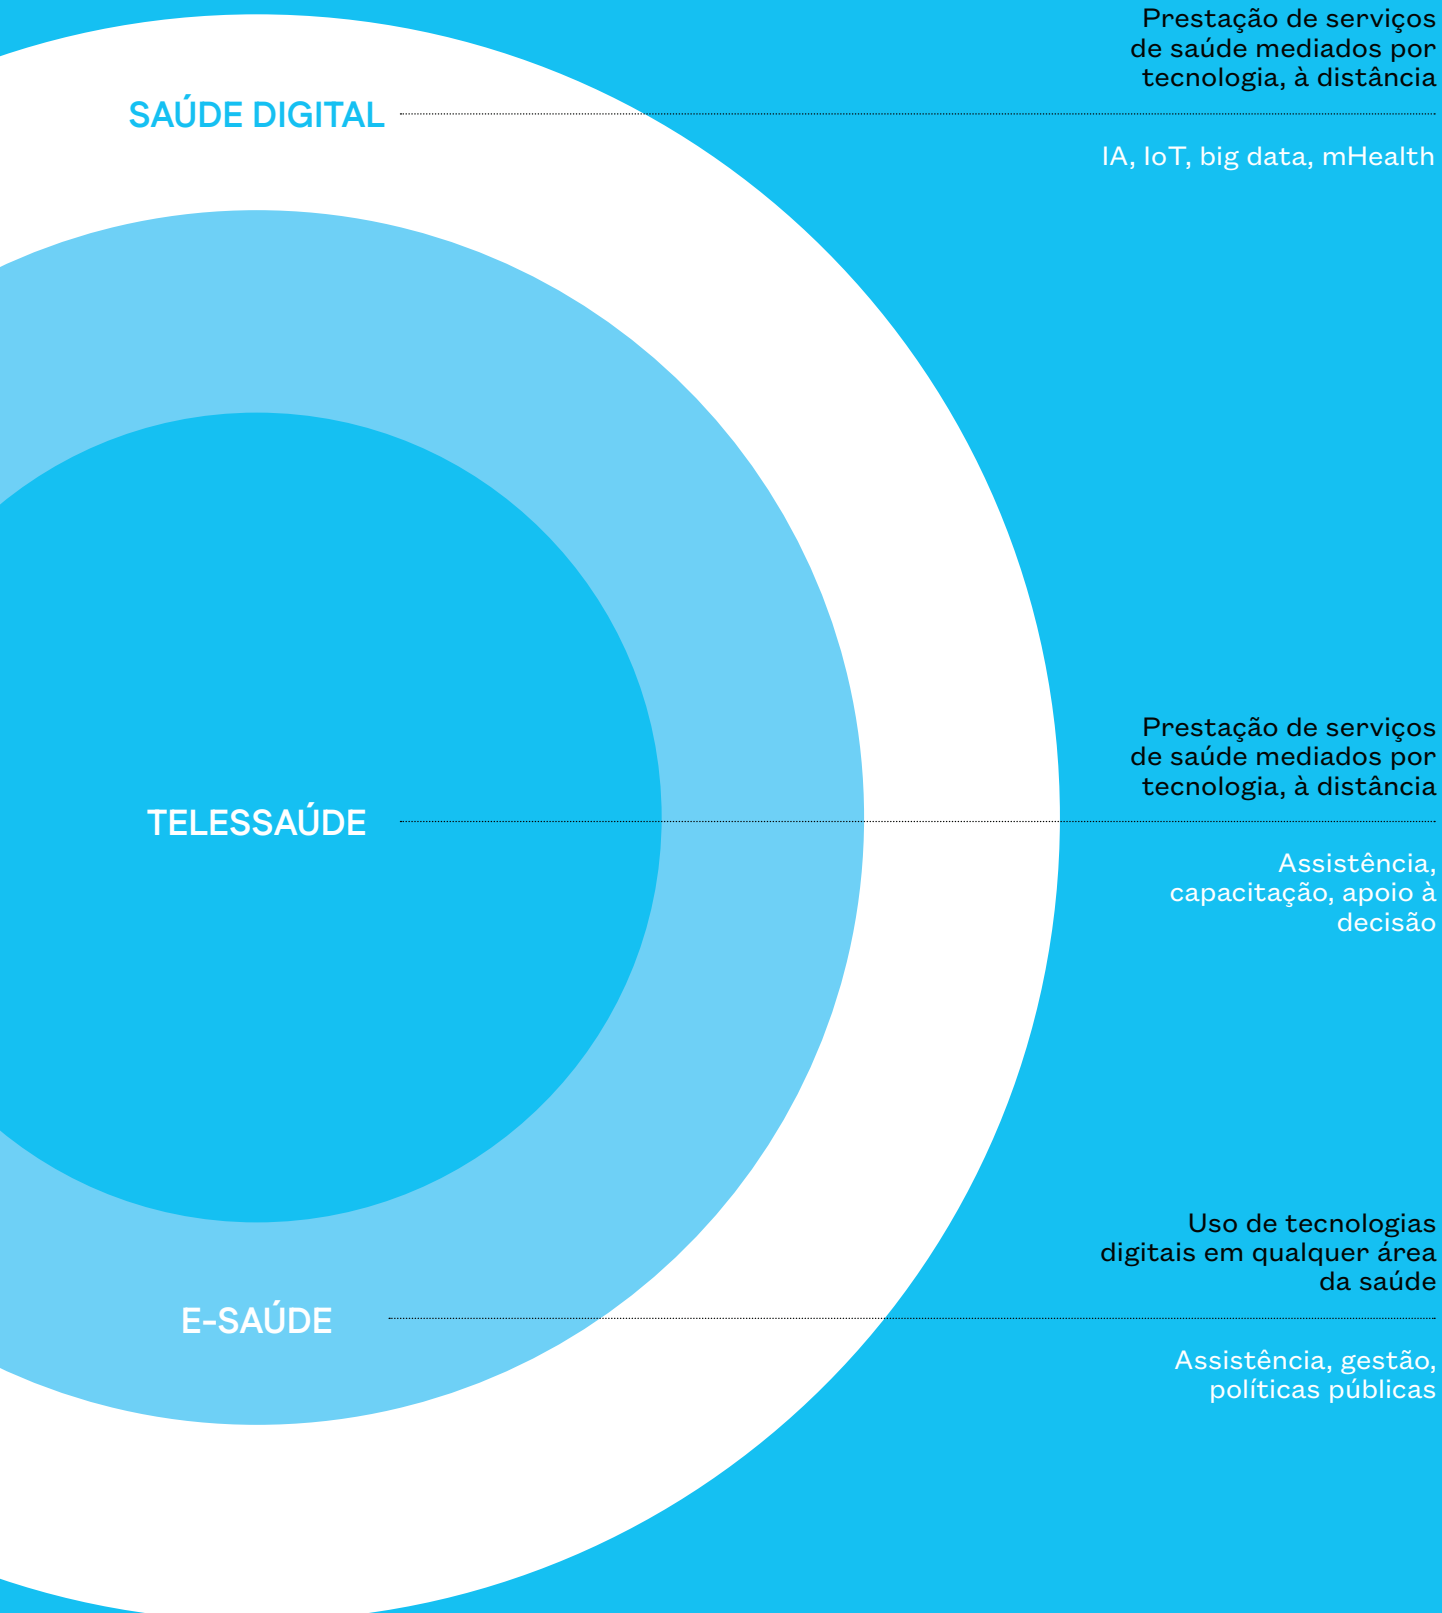 Prestação de serviços
de saúde mediados por
tecnologia, à distância
SAÚDE DIGITAL
IA, IoT, big data, mHealth
Prestação de serviços
de saúde mediados por
tecnologia, à distância
TELESSAÚDE
Assistência,
capacitação, apoio à
decisão
Uso de tecnologias
digitais em qualquer área
da saúde
E-SAÚDE
Assistência, gestão,
políticas públicas